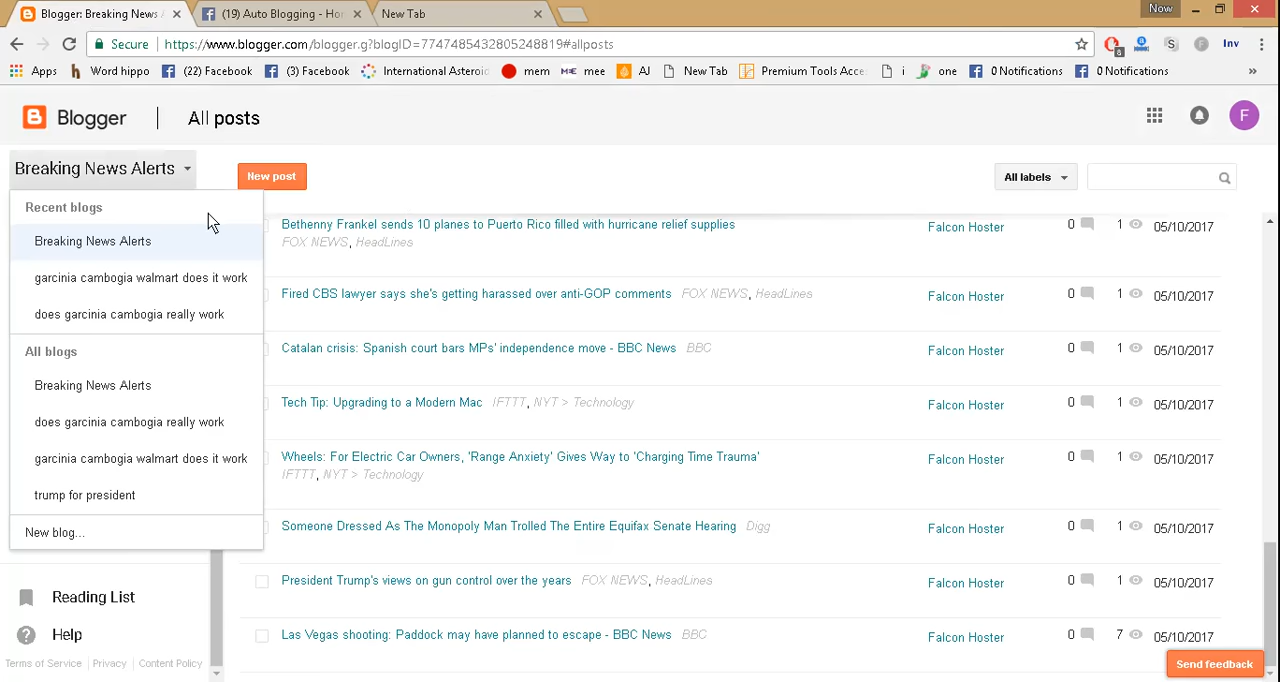 Blogger: Breaking News A
(19) Auto Blogging - Hor
New Tab
Now
Secure
https://www.blogger.com/blogger.g?blogID=7747485432805248819#allposts
8
S
F
Inv
Apps
Word hippo
(22) Facebook
(3) Facebook
International Asteroid
mem
ME
mee
AI
New Tab
Premium Tools Acce
i
one
0 Notifications
0 Notifications
»
Blogger
All posts
F
Breaking News Alerts
New post
All labels
Recent blogs
Breaking News Alerts
garcinia cambogia walmart does it work
does garcinia cambogia really work
All blogs
Breaking News Alerts
does garcinia cambogia really work
garcinia cambogia walmart does it work
trump for president
New blog...
Reading List
Help
Terms of Service | Privacy | Content Policy
Bethenny Frankel sends 10 planes to Puerto Rico filled with hurricane relief supplies
FOX NEWS, HeadLines
Falcon Hoster 0 1 05/10/2017
Fired CBS lawyer says she's getting harassed over anti-GOP comments FOX NEWS, HeadLines
Falcon Hoster 0 1 05/10/2017
Catalan crisis: Spanish court bars MPs' independence move - BBC News BBC
Falcon Hoster 0 1 05/10/2017
Tech Tip: Upgrading to a Modern Mac IFTTT, NYT > Technology
Falcon Hoster 0 1 05/10/2017
Wheels: For Electric Car Owners, 'Range Anxiety' Gives Way to 'Charging Time Trauma'
IFTTT, NYT > Technology
Falcon Hoster 0 1 05/10/2017
Someone Dressed As The Monopoly Man Trolled The Entire Equifax Senate Hearing Digg
Falcon Hoster 0 1 05/10/2017
President Trump's views on gun control over the years FOX NEWS, HeadLines
Falcon Hoster 0 1 05/10/2017
Las Vegas shooting: Paddock may have planned to escape - BBC News BBC
Falcon Hoster 0 7 05/10/2017
Send feedback